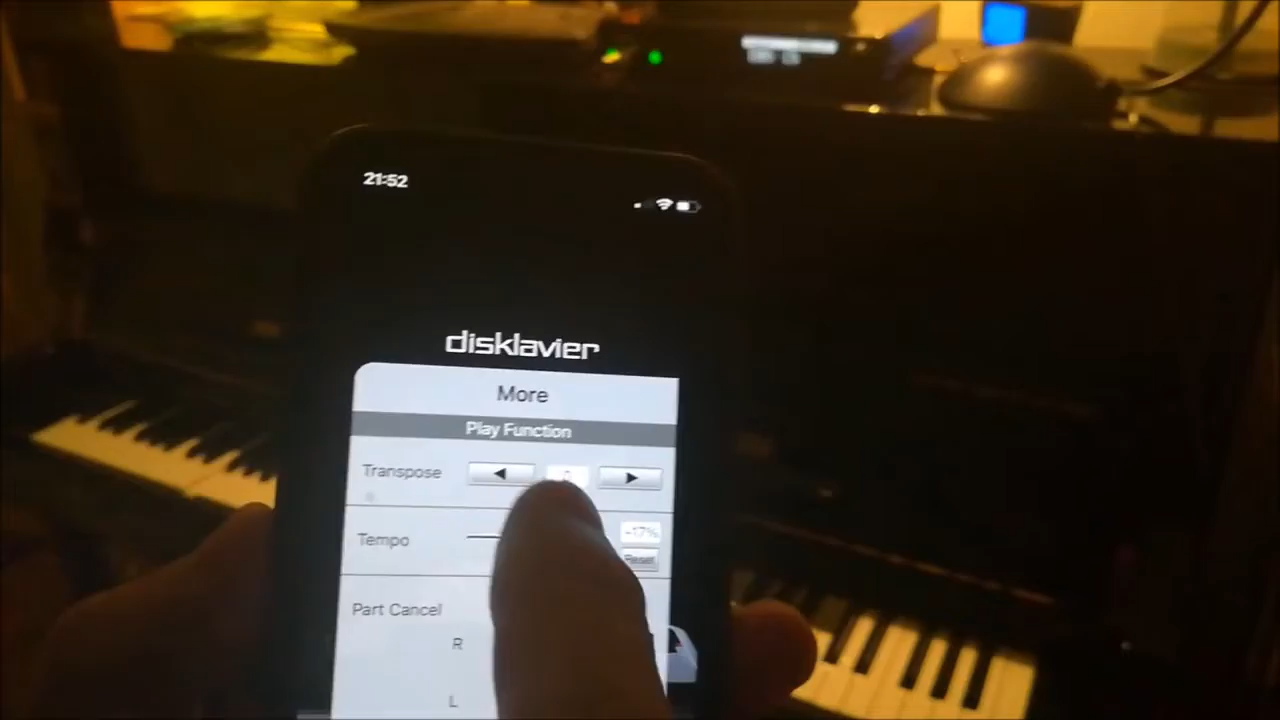 21:52
disklavier
More
Play Function
Transpose
Tempo
-17%
Reset
Part Cancel
R
L